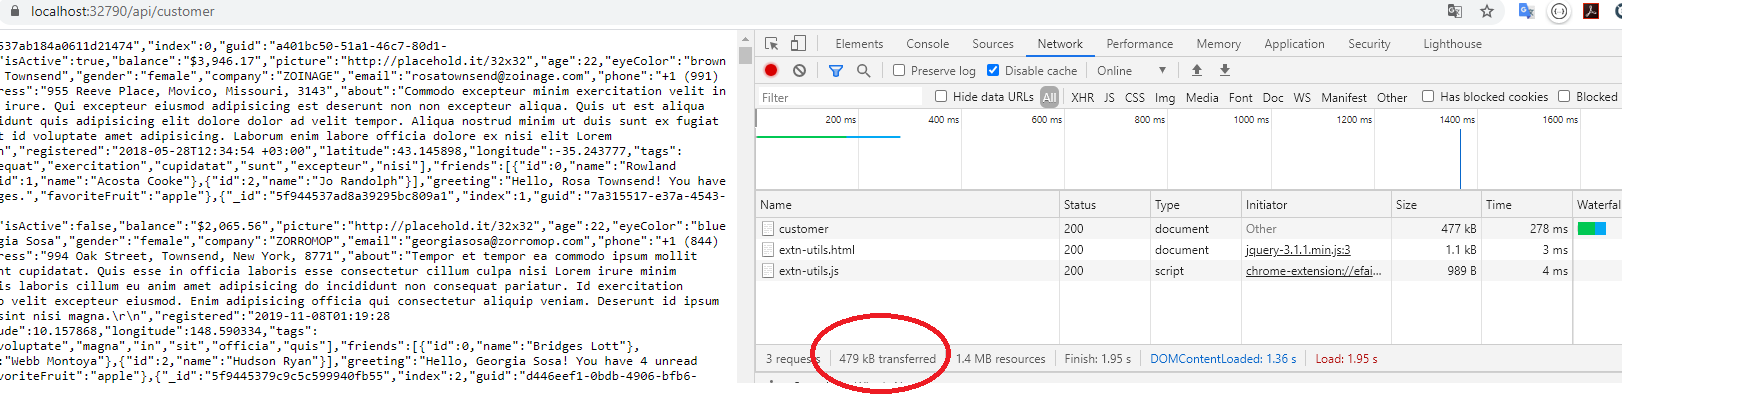 localhost:32790/api/customer
537ab184a0611d21474","index":0,"guid":"a401bc50-51a1-46c7-80d1-
"isActive":true,"balance":"$3,946.17","picture":"http://placehold.it/32x32","age":22,"eyeColor":"brown
Townsend","gender":"female","company":"ZOINAGE","email":"rosatownsend@zoinage.com","phone":"+1 (991)
ress":"955 Reeve Place, Movico, Missouri, 3143","about":"Commodo excepteur minim exercitation velit in
irure. Qui excepteur eiusmod adipisicing est deserunt non non excepteur aliqua. Quis ut est aliqua
idunt quis adipisicing elit dolore dolor ad velit tempor. Aliqua nostrud minim ut duis sunt ex fugiat
t id voluptate amet adipisicing. Laborum enim labore officia dolore ex nisi elit Lorem
n","registered":"2018-05-28T12:34:54 +03:00","latitude":43.145898,"longitude":-35.243777,"tags":
equat","exercitation","cupidatat","sunt","excepteur","nisi"],"friends":[{"id":0,"name":"Rowland
id":1,"name":"Acosta Cooke"},{"id":2,"name":"Jo Randolph"}],"greeting":"Hello, Rosa Townsend! You have
ges.","favoriteFruit":"apple"},{"_id":"5f944537ad8a39295bc809a1","index":1,"guid":"7a315517-e37a-4543-
"isActive":false,"balance":"$2,065.56","picture":"http://placehold.it/32x32","age":22,"eyeColor":"blue
gia Sosa","gender":"female","company":"ZORROMOP","email":"georgiasosa@zorromop.com","phone":"+1 (844)
ress":"994 Oak Street, Townsend, New York, 8771","about":"Tempor et tempor ea commodo ipsum mollit
nt cupidatat. Quis esse in officia laboris esse consectetur cillum culpa nisi Lorem irure minim
is laboris cillum eu anim amet adipisicing do incididunt non consequat pariatur. Id exercitation
o velit excepteur eiusmod. Enim adipisicing officia qui consectetur aliquip veniam. Deserunt id ipsum
sint nisi magna.\r\n","registered":"2019-11-08T01:19:28
ude":10.157868,"longitude":148.590334,"tags":
voluptate","magna","in","sit","officia","quis"],"friends":[{"id":0,"name":"Bridges Lott"},
"Webb Montoya"},{"id":2,"name":"Hudson Ryan"}],"greeting":"Hello, Georgia Sosa! You have 4 unread
voriteFruit":"apple"},{"_id":"5f9445379c9c5c599940fb55","index":2,"guid":"d446eef1-0bdb-4906-bfb6-
Elements Console Sources Network Performance Memory Application Security Lighthouse
Preserve log Disable cache Online
Filter Hide data URLs All XHR JS CSS Img Media Font Doc WS Manifest Other Has blocked cookies Blocked
200 ms 400 ms 600 ms 800 ms 1000 ms 1200 ms 1400 ms 1600 ms
Name Status Type Initiator Size Time Waterfal
customer 200 document Other 477 kB 278 ms
extn-utils.html 200 document jquery-3.1.1.min.js:3 1.1 kB 3 ms
extn-utils.js 200 script chrome-extension://efai... 989 B 4 ms
3 requests 479 kB transferred 1.4 MB resources Finish: 1.95 s DOMContentLoaded: 1.36 s Load: 1.95 s